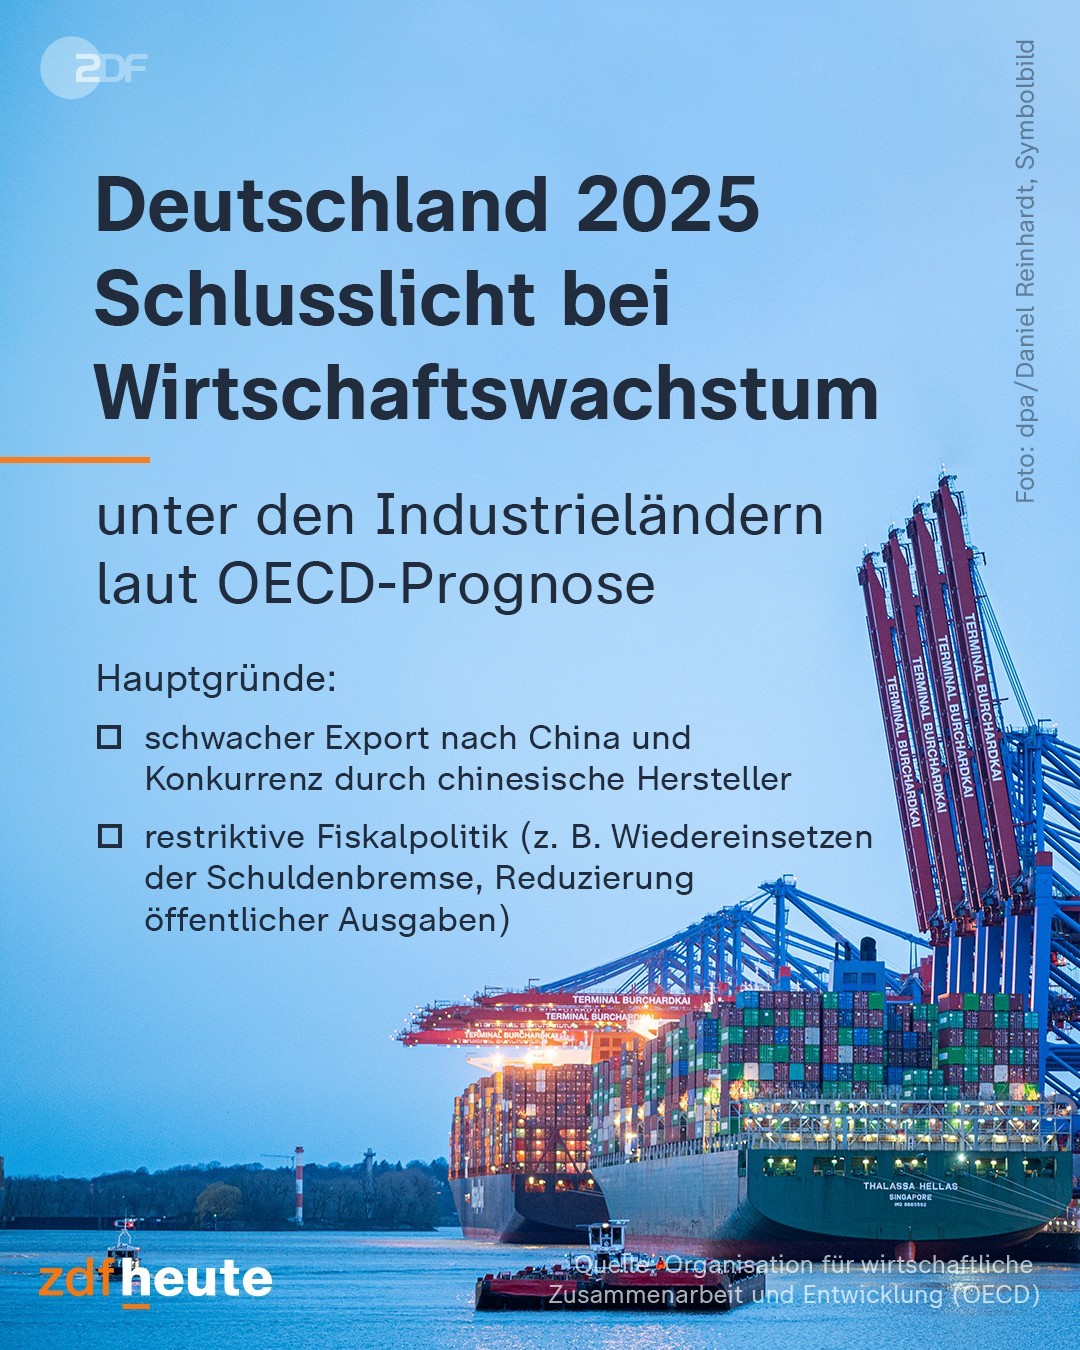 ZDF
Foto: dpa/Daniel Reinhardt, Symbolbild
Deutschland 2025
Schlusslicht bei
Wirtschaftswachstum
unter den Industrieländern
laut OECD-Prognose
Hauptgründe:
schwacher Export nach China und
Konkurrenz durch chinesische Hersteller
restriktive Fiskalpolitik (z. B. Wiedereinsetzen
der Schuldenbremse, Reduzierung
öffentlicher Ausgaben)
TERMINAL BURCHARDKAI
TERMINAL BURCHARDKAI
TERMINAL BURCHARDKAI
TERMINAL BURCHARDKAI
TERMINAL BURCHARDKAI
TERMINAL BURCHARDKAI
TERMINAL BURCHARDKAI
THALASSA HELLAS
SINGAPORE
zdfheute
Quelle: Organisation für wirtschaftliche
Zusammenarbeit und Entwicklung (OECD)